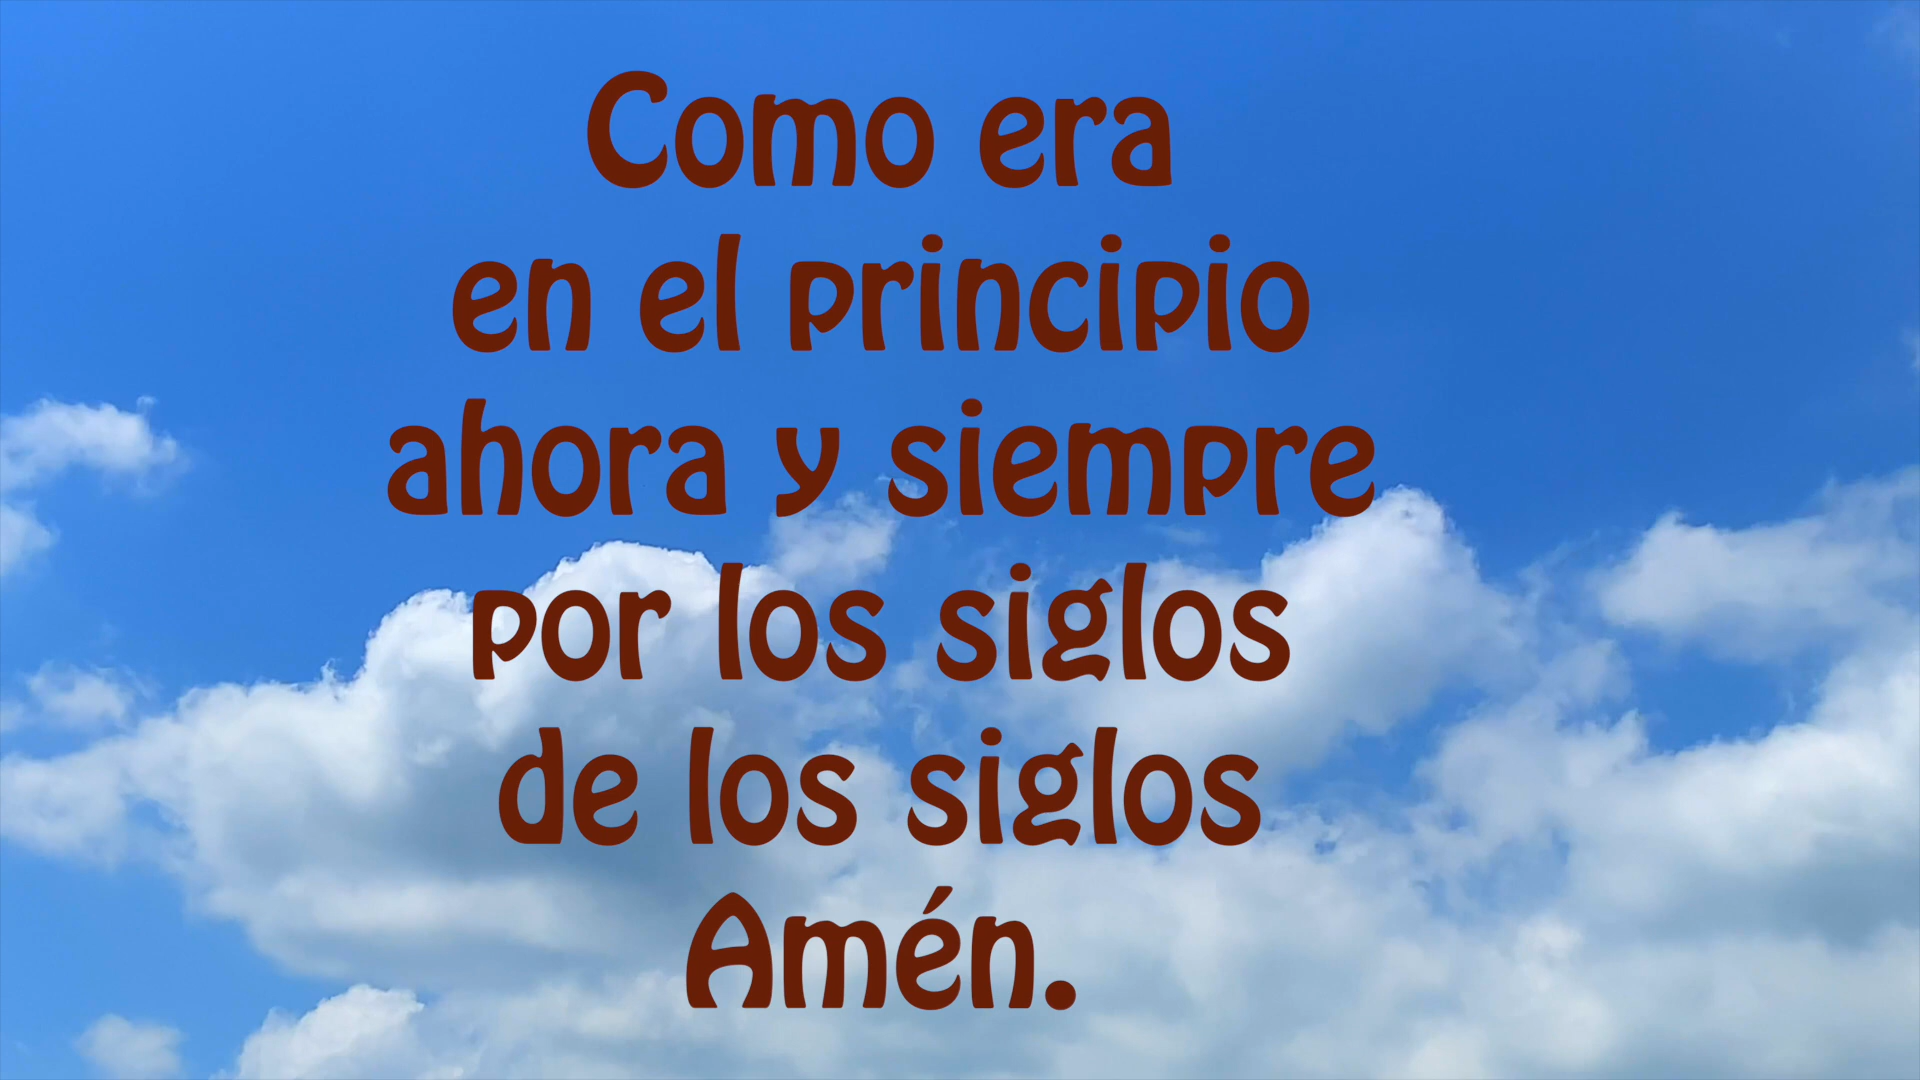 Como era
en el principio
ahora y siempre
por los siglos
de los siglos
Amén.